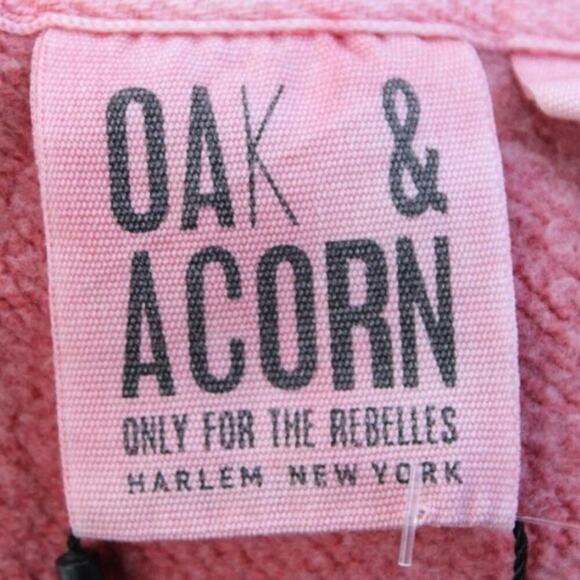 OAK &
ACORN
ONLY FOR THE REBELLES
HARLEM NEW YORK